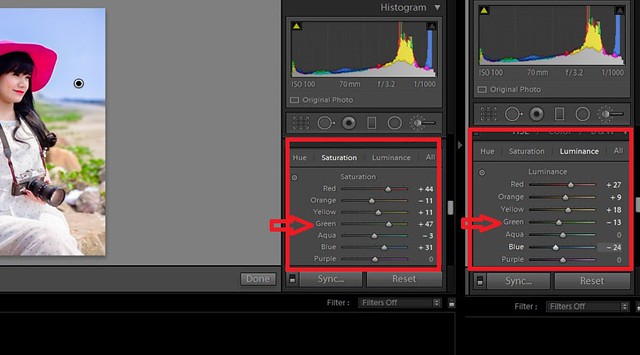 Histogram
ISO 100 70 mm f / 3.2 1/1000
Original Photo
Hue Saturation Luminance All
Saturation
Red + 44
Orange − 11
Yellow + 11
Green + 47
Aqua − 3
Blue + 31
Purple 0
Done
Sync...
Reset
Filter : Filters Off
ISO 100 70 mm f / 3.2 1/1000
Original Photo
Hue Saturation Luminance All
Luminance
Red + 27
Orange + 9
Yellow + 18
Green − 13
Aqua 0
Blue − 24
Purple 0
Sync...
Reset
Filter : Filters Off